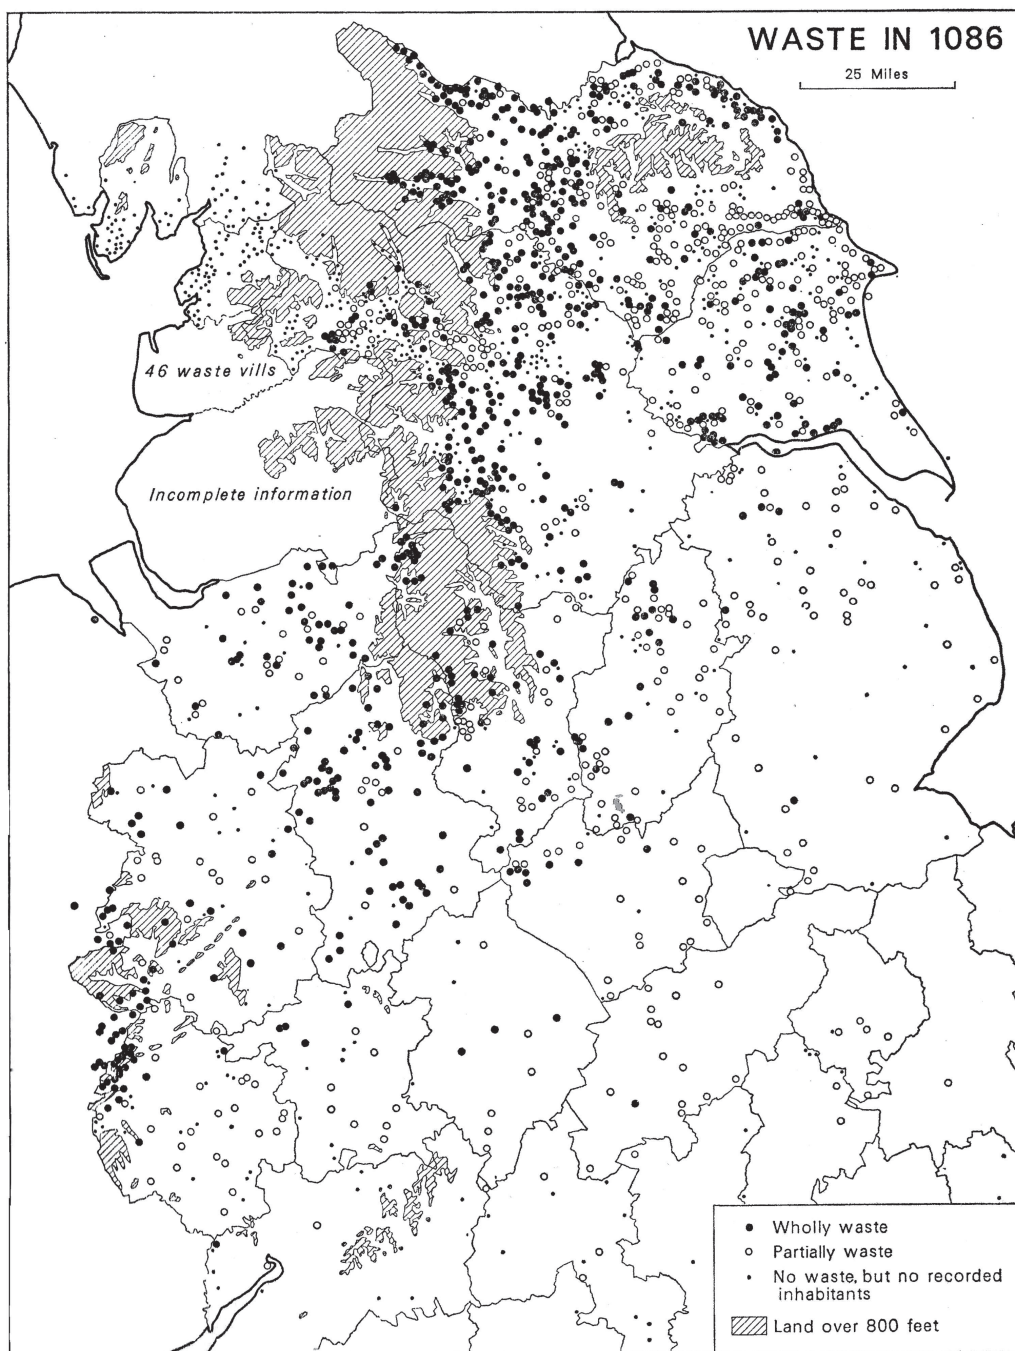 WASTE IN 1086
25 Miles
46 waste vills
Incomplete information
Wholly waste
Partially waste
No waste, but no recorded
inhabitants
Land over 800 feet